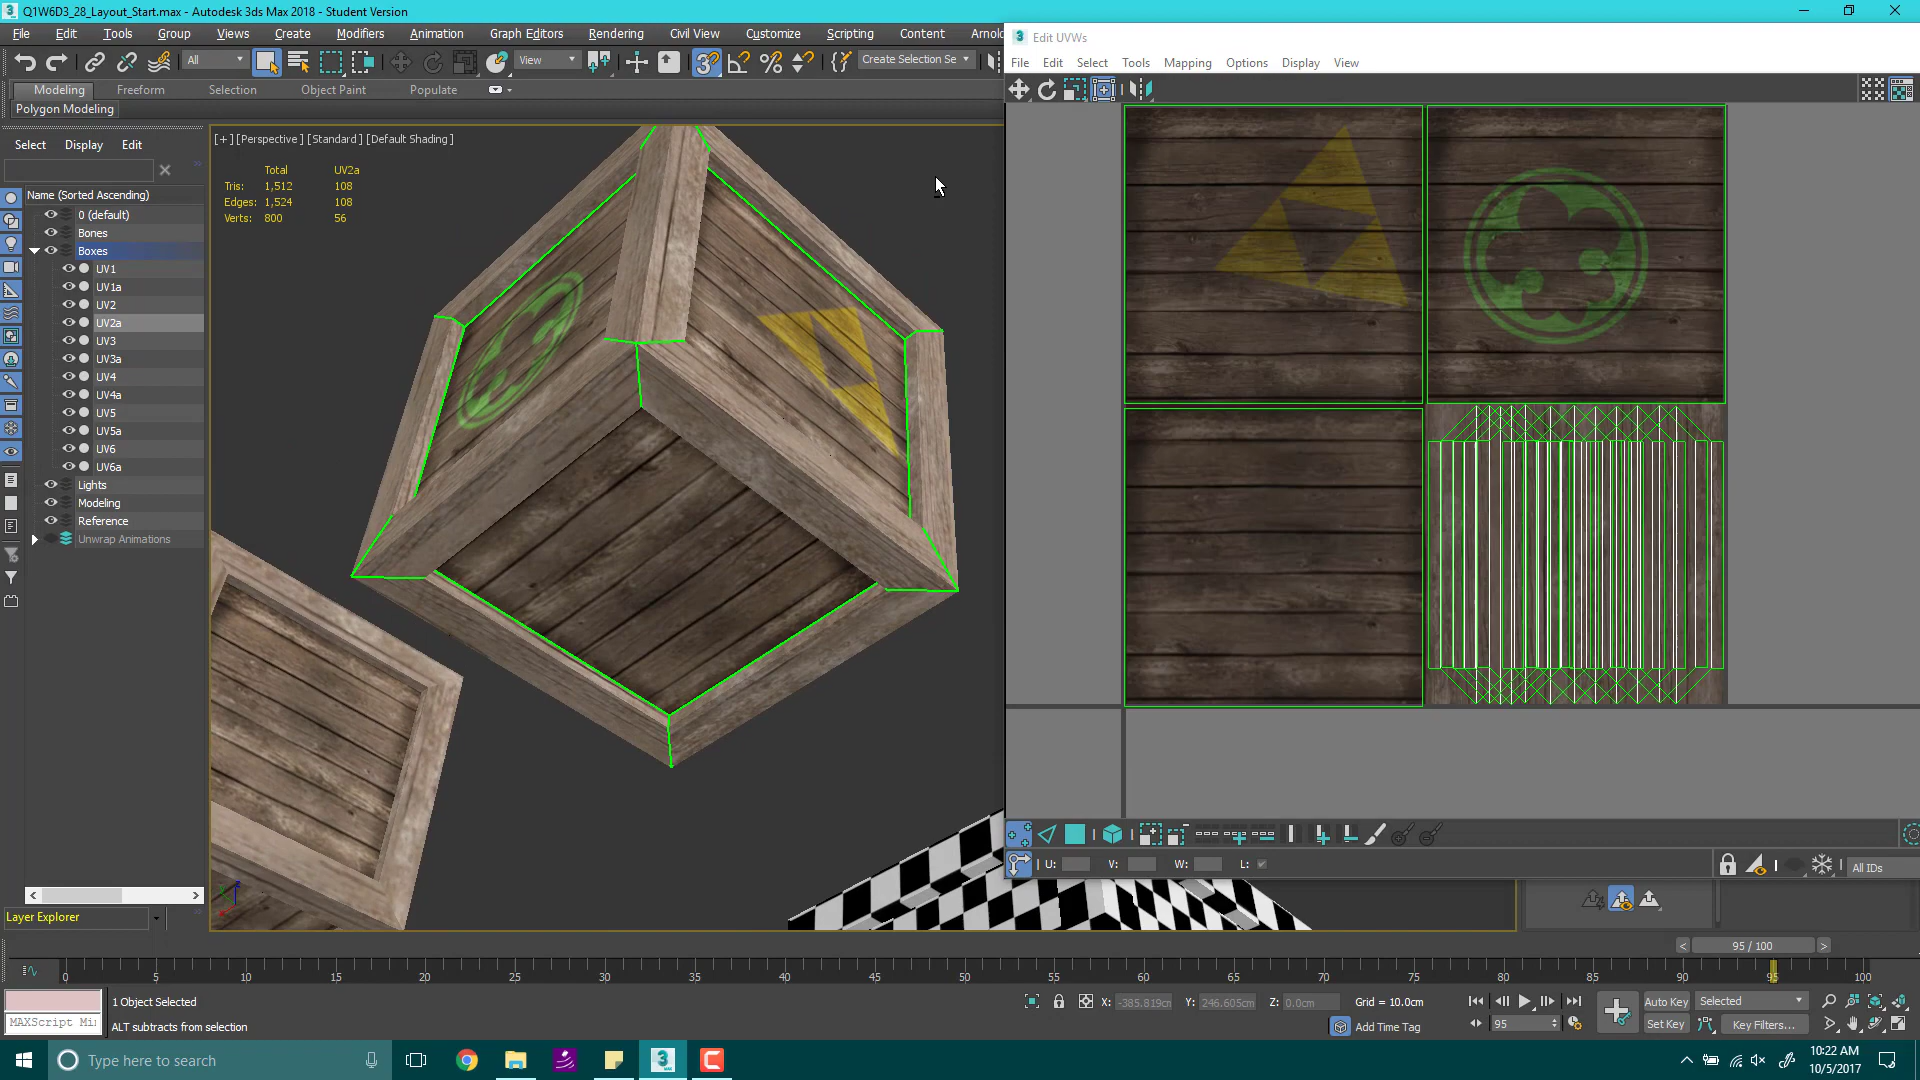 Q1W6D3_28_Layout_Start.max - Autodesk 3ds Max 2018 - Student Version
File Edit Tools Group Views Create Modifiers Animation Graph Editors Rendering Civil View Customize Scripting Content Arnol
All View Create Selection Se
Modeling Freeform Selection Object Paint Populate
Polygon Modeling
Select Display Edit
Name (Sorted Ascending)
0 (default)
Bones
Boxes
UV1
UV1a
UV2
UV2a
UV3
UV3a
UV4
UV4a
UV5
UV5a
UV6
UV6a
Lights
Modeling
Reference
Unwrap Animations
Layer Explorer
[+] [Perspective] [Standard] [Default Shading]
Total UV2a
Tris: 1,512 108
Edges: 1,524 108
Verts: 800 56
Edit UVWs
File Edit Select Tools Mapping Options Display View
U: V: W: L:
All IDs
95 / 100
0 5 10 15 20 25 30 35 40 45 50 55 60 65 70 75 80 85 90 95 100
1 Object Selected
X: -385.819cm Y: 246.605cm Z: 0.0cm Grid = 10.0cm
Auto Key Selected
MAXScript Mi
ALT subtracts from selection
Add Time Tag
95
Set Key Key Filters...
Type here to search
10:22 AM
10/5/2017